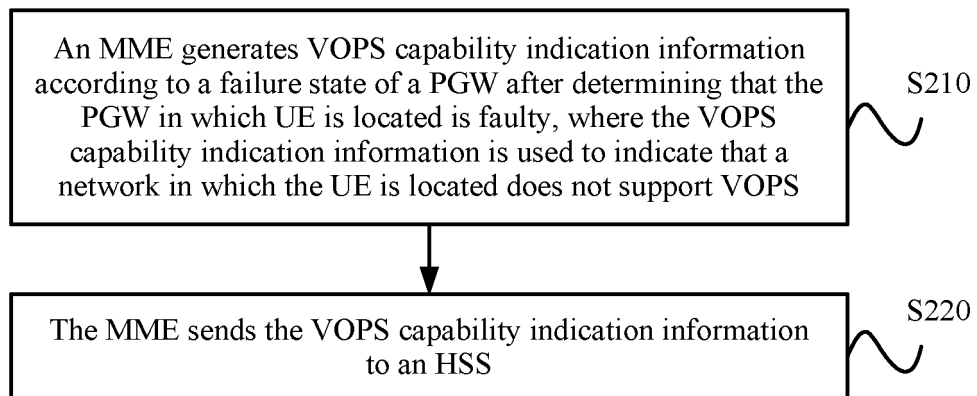 An MME generates VOPS capability indication information
according to a failure state of a PGW after determining that the
PGW in which UE is located is faulty, where the VOPS
capability indication information is used to indicate that a
network in which the UE is located does not support VOPS
S210
The MME sends the VOPS capability indication information
to an HSS
S220